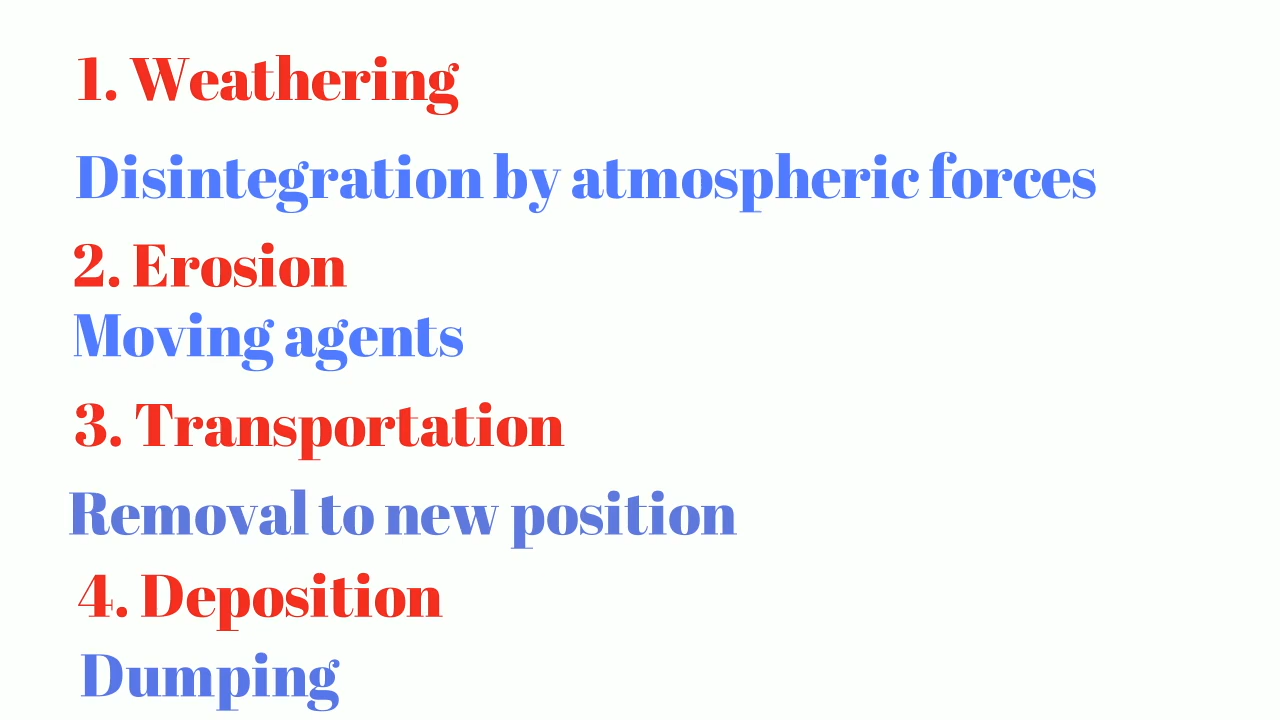 1. Weathering
Disintegration by atmospheric forces
2. Erosion
Moving agents
3. Transportation
Removal to new position
4. Deposition
Dumping